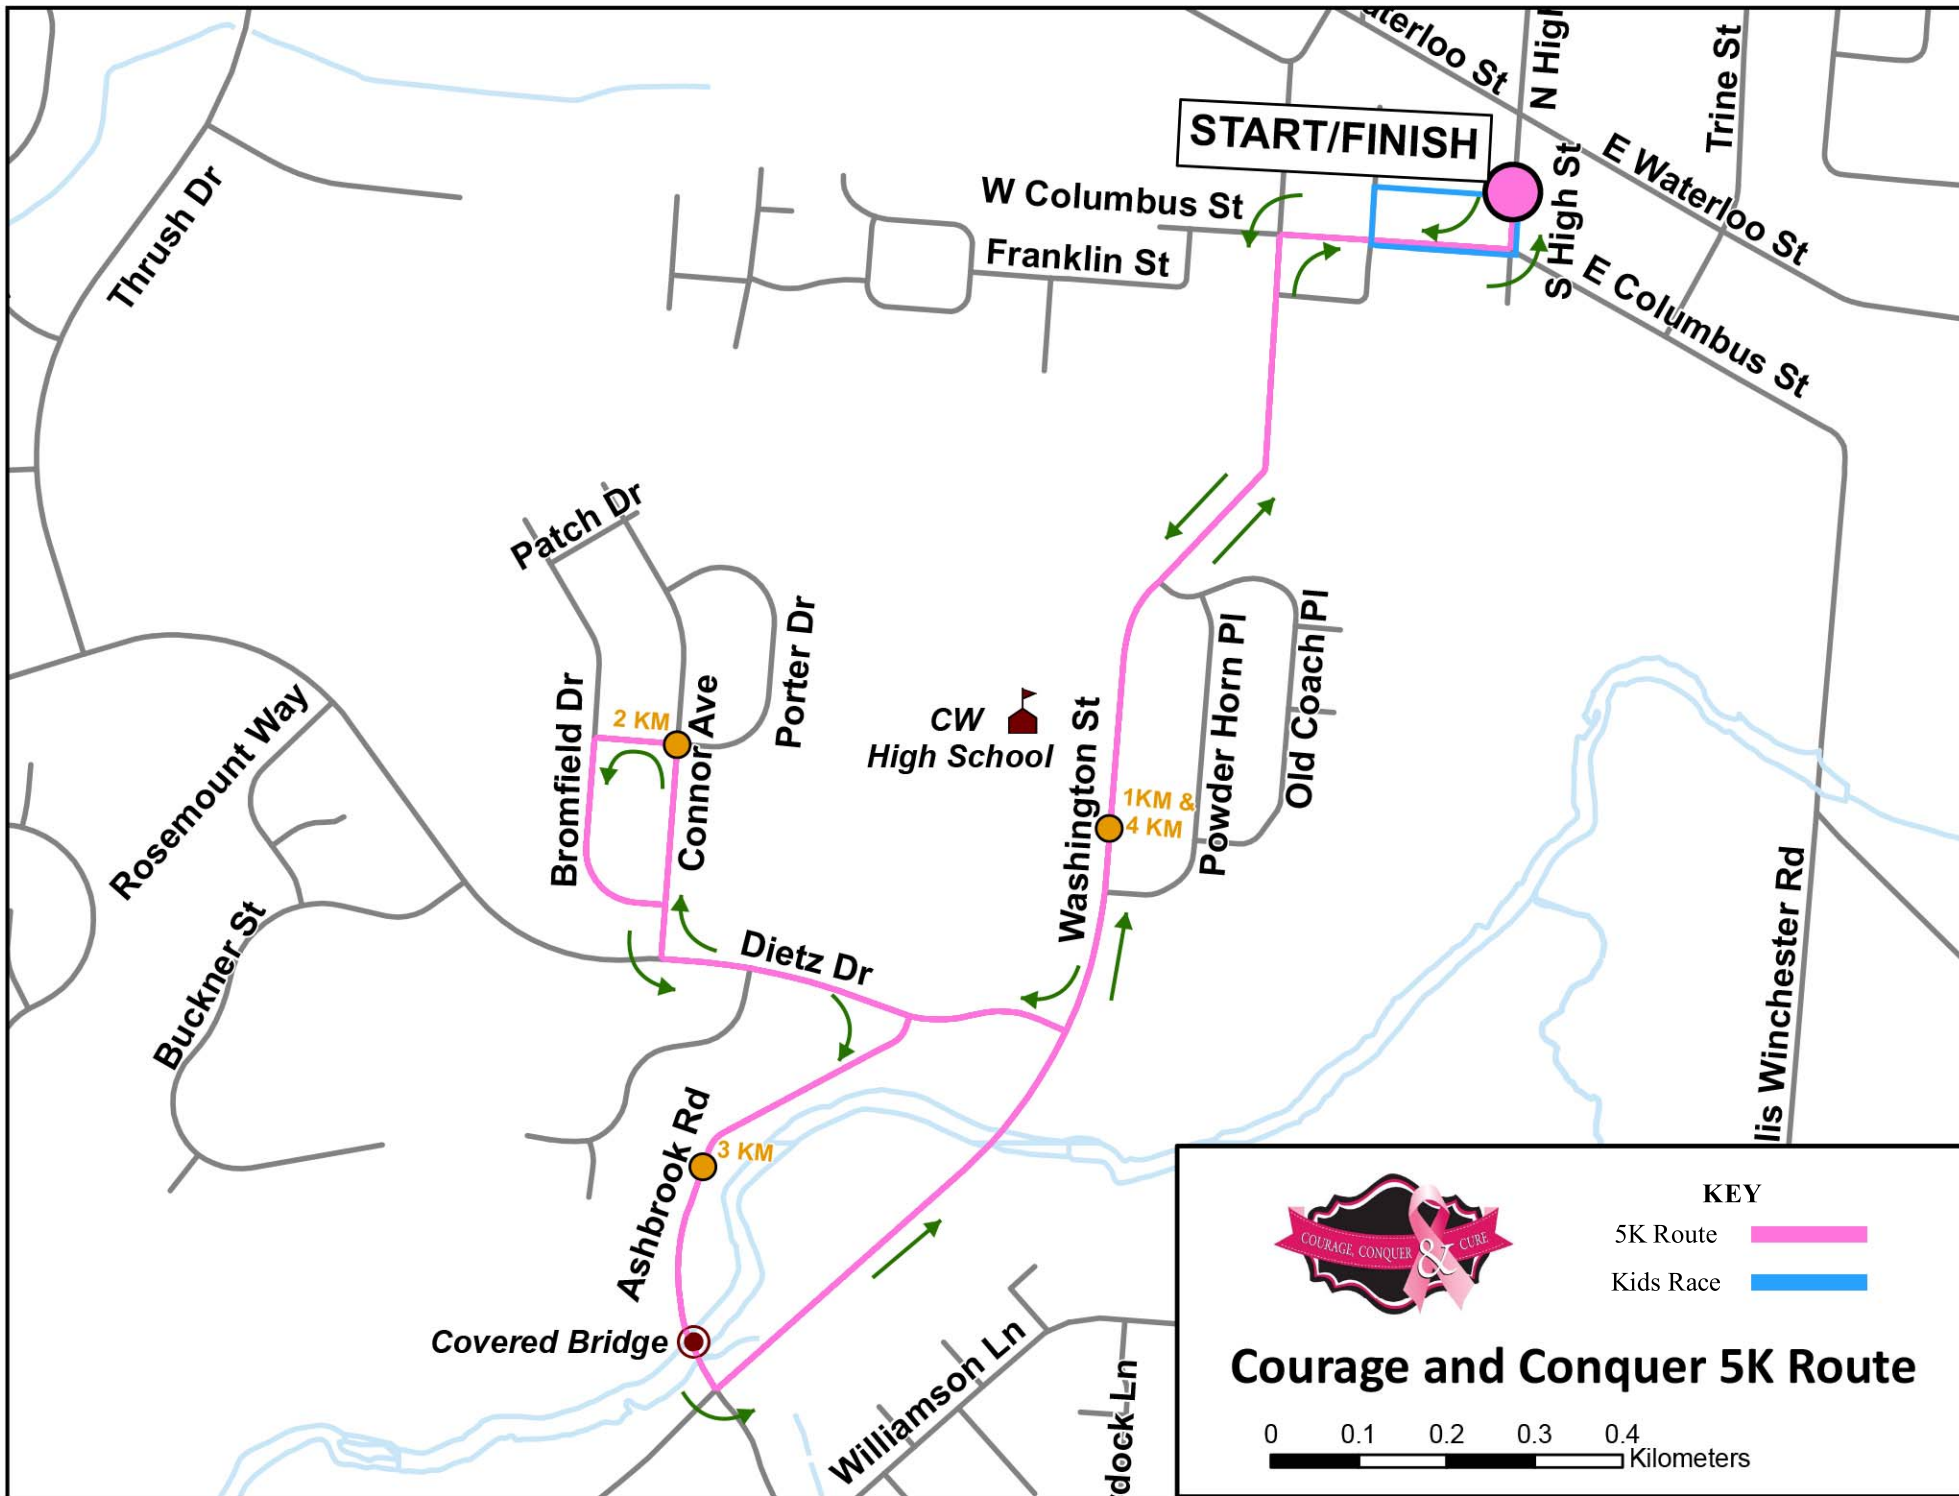 aterloo St
N High
Trine St
START/FINISH
E Waterloo St
S High St
W Columbus St
Franklin St
E Columbus St
Thrush Dr
Patch Dr
Porter Dr
Connor Ave
Bromfield Dr
2 KM
CW
High School
Washington St
1KM &
4 KM
Powder Horn Pl
Old Coach Pl
Rosemount Way
Buckner St
Dietz Dr
lis Winchester Rd
Ashbrook Rd
3 KM
Covered Bridge
Williamson Ln
rdock Ln
COURAGE, CONQUER & CURE
KEY
5K Route
Kids Race
Courage and Conquer 5K Route
0 0.1 0.2 0.3 0.4
Kilometers